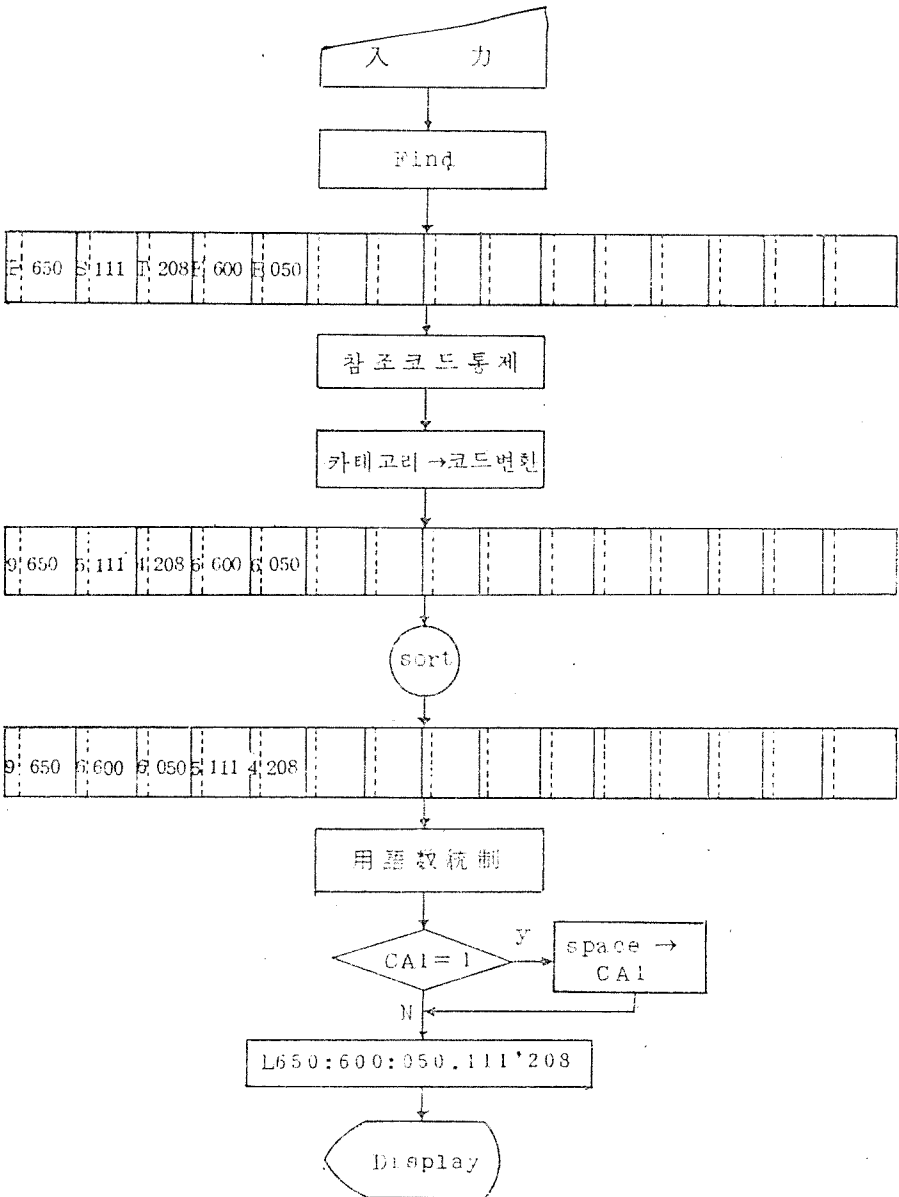 入 力
Find
650 S 111 T 208 600 E 050
참조코드통제
카테고리→코드변환
9 650 5 111 4 208 6 600 6 050
sort
9 650 6 600 6 050 5 111 4 208
用語数統制
CA1=1
y
space →
CA1
N
L650:600:050.111'208
Display